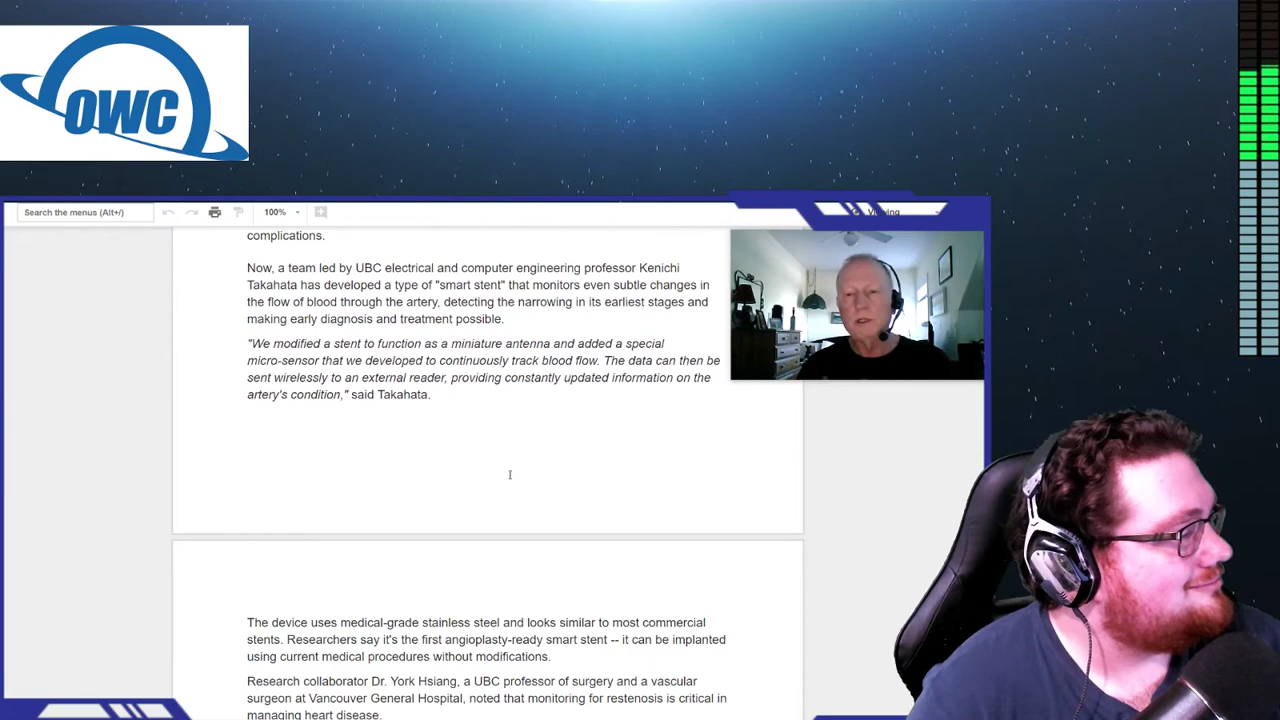 OWC
Search the menus (Alt+/)
100%
complications.
Now, a team led by UBC electrical and computer engineering professor Kenichi
Takahata has developed a type of "smart stent" that monitors even subtle changes in
the flow of blood through the artery, detecting the narrowing in its earliest stages and
making early diagnosis and treatment possible.
"We modified a stent to function as a miniature antenna and added a special
micro-sensor that we developed to continuously track blood flow. The data can then be
sent wirelessly to an external reader, providing constantly updated information on the
artery's condition," said Takahata.
The device uses medical-grade stainless steel and looks similar to most commercial
stents. Researchers say it's the first angioplasty-ready smart stent -- it can be implanted
using current medical procedures without modifications.
Research collaborator Dr. York Hsiang, a UBC professor of surgery and a vascular
surgeon at Vancouver General Hospital, noted that monitoring for restenosis is critical in
managing heart disease.